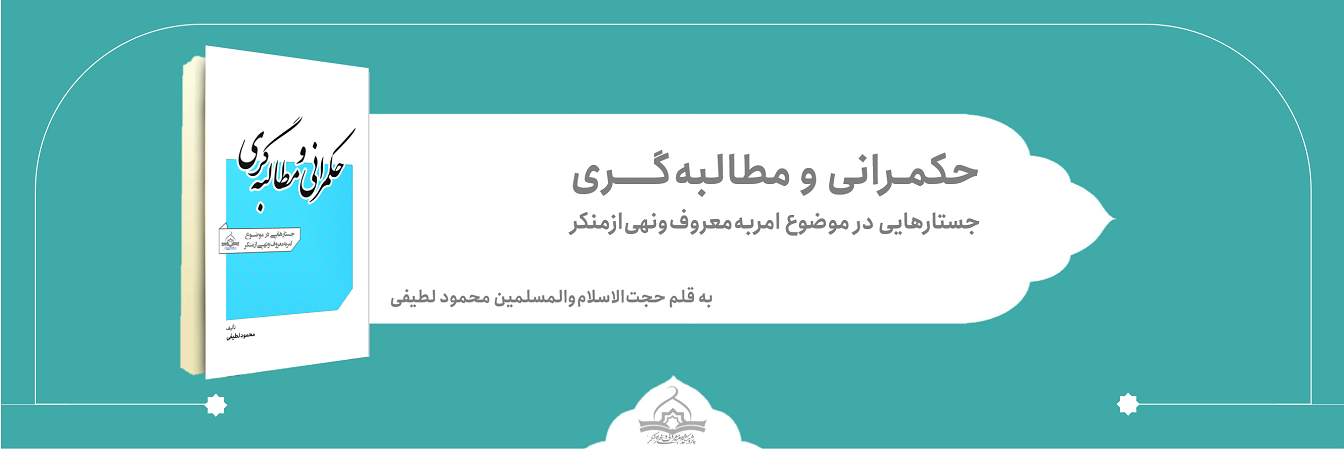 حکمرانی و مطالبه‌گری
جستارهایی در موضوع امربه‌معروف‌ونهی‌ازمنکر
به قلم حجت‌الاسلام‌والمسلمین محمود لطیفی
حکمرانی و مطالبه‌گری
جستارهایی در موضوع
امربه‌معروف‌ونهی‌ازمنکر
تألیف
محمود لطیفی